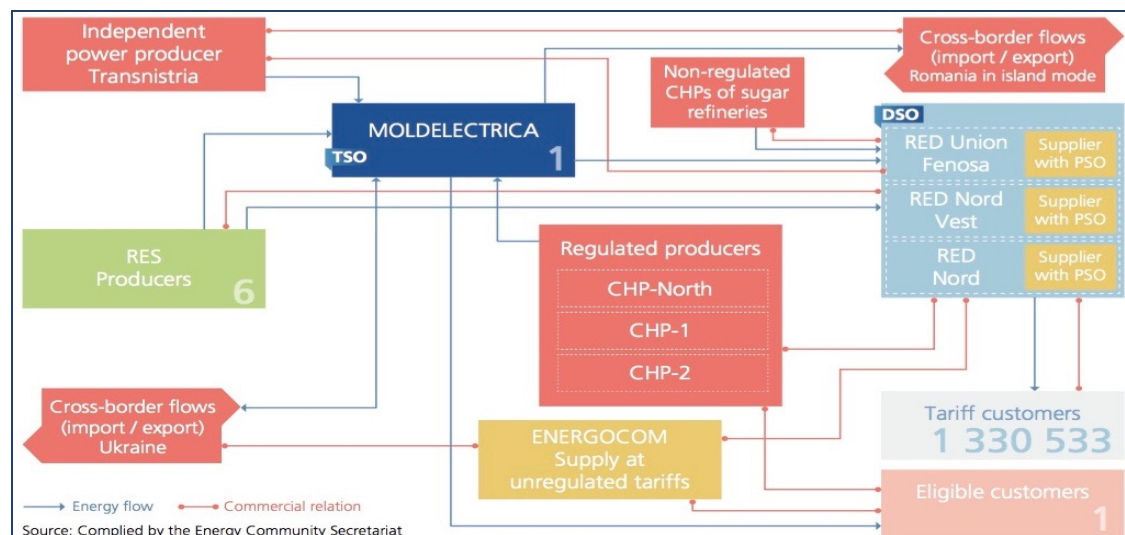 Independent
power producer
Transnistria
Cross-border flows
(import / export)
Romania in island mode
Non-regulated
CHPs of sugar
refineries
MOLDELECTRICA
TSO
1
DSO
RED Union
Fenosa
Supplier
with PSO
RED Nord
Vest
Supplier
with PSO
RED
Nord
Supplier
with PSO
RES
Producers
6
Regulated producers
CHP-North
CHP-1
CHP-2
Cross-border flows
(import / export)
Ukraine
ENERGOCOM
Supply at
unregulated tariffs
Tariff customers
1 330 533
Eligible customers
1
Energy flow
Commercial relation
Source: Complied by the Energy Community Secretariat